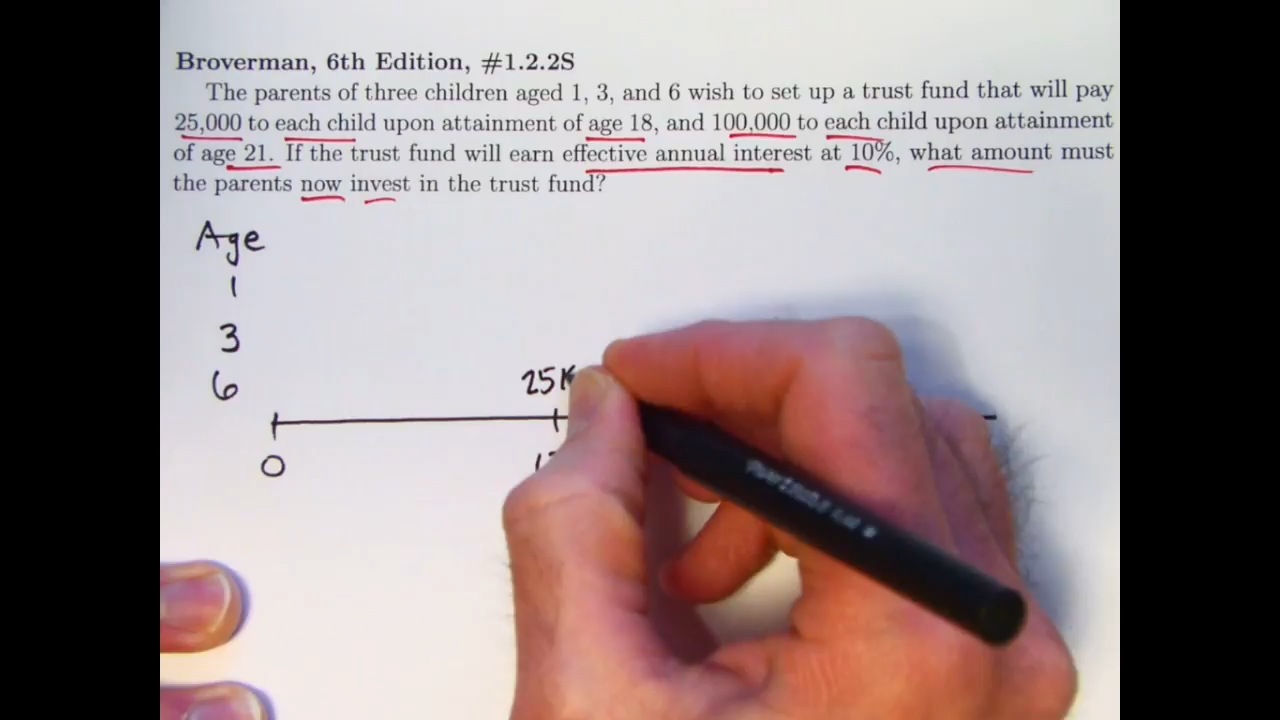 Broverman, 6th Edition, #1.2.2S
The parents of three children aged 1, 3, and 6 wish to set up a trust fund that will pay
25,000 to each child upon attainment of age 18, and 100,000 to each child upon attainment
of age 21. If the trust fund will earn effective annual interest at 10%, what amount must
the parents now invest in the trust fund?
Age
1
3
6
25K
0